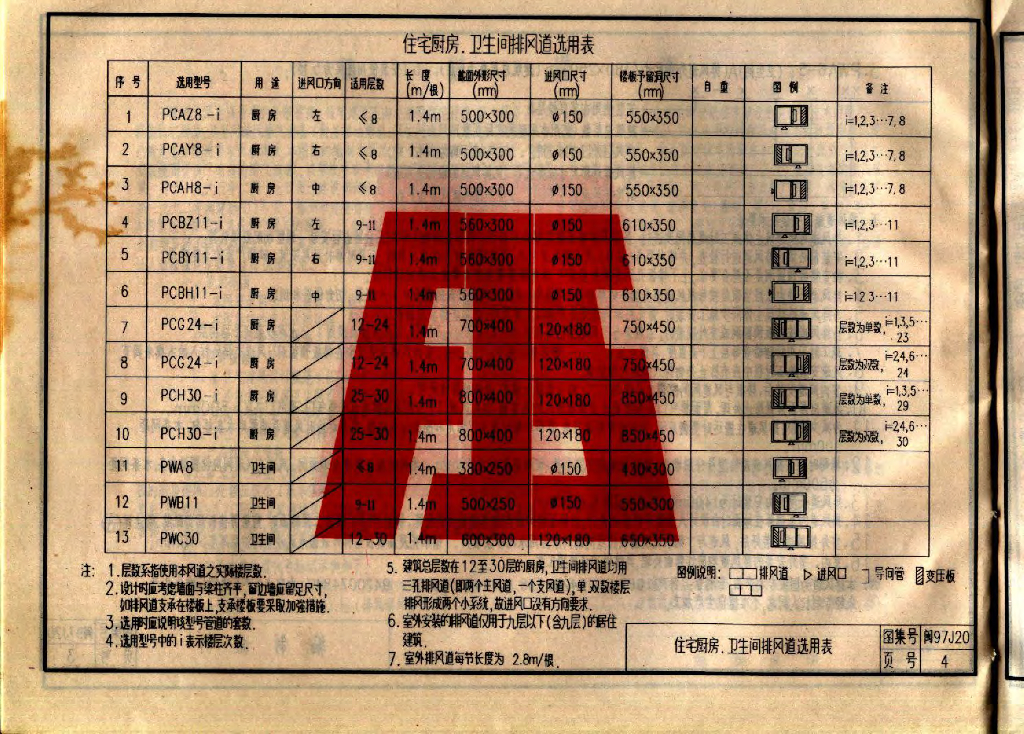 住宅厨房.卫生间排风道选用表
序号 选用型号 用途 进风口方向 适用层数 长度(m/根) 截面外形尺寸(mm) 进风口尺寸(mm) 楼板予留洞尺寸(mm) 自重 图例 备注
1 PCAZ8-i 厨房 左 ≤8 1.4m 500×300 φ150 550×350 i=1,2,3…7,8
2 PCAY8-i 厨房 右 ≤8 1.4m 500×300 φ150 550×350 i=1,2,3…7,8
3 PCAH8-i 厨房 中 ≤8 1.4m 500×300 φ150 550×350 i=1,2,3…7,8
4 PCBZ11-i 厨房 左 9-11 1.4m 560×300 φ150 610×350 i=1,2,3…11
5 PCBY11-i 厨房 右 9-11 1.4m 560×300 φ150 610×350 i=1,2,3…11
6 PCBH11-i 厨房 中 9-11 1.4m 560×300 φ150 610×350 i=1 2 3…11
7 PCG24-i 厨房 12-24 1.4m 700×400 120×180 750×450 层数为单数, i=1,3,5…23
8 PCG24-i 厨房 12-24 1.4m 700×400 120×180 750×450 层数为双数, i=2,4,6…24
9 PCH30-i 厨房 25-30 1.4m 800×400 120×180 850×450 层数为单数, i=1,3,5…29
10 PCH30-i 厨房 25-30 1.4m 800×400 120×180 850×450 层数为双数, i=2,4,6…30
11 PWA8 卫生间 ≤8 1.4m 380×250 φ150 430×300
12 PWB11 卫生间 9-11 1.4m 500×250 φ150 550×300
13 PWC30 卫生间 12-30 1.4m 600×300 120×180 650×350
注: 1.层数系指使用本风道之实际楼层数.
2.设计时应考虑墙面与梁柱齐平,留边墙应留足尺寸,
如排风道支承在楼板上,支承楼板要采取加强措施.
3.选用时应说明该型号管道的套数.
4.选用型号中的i表示楼层次数.
5.建筑总层数在12至30层的厨房,卫生间排风道均用
三孔排风道(即两个主风道,一个支风道),单.双数楼层
排风形成两个小系统,故进风口没有方向要求.
6.室外安装的排风道仅用于九层以下(含九层)的居住
建筑.
7.室外排风道每节长度为 2.8m/根.
图例说明: 排风道 ▷进风口 导向管 变压板
住宅厨房.卫生间排风道选用表
图集号 闽97J20
页号 4